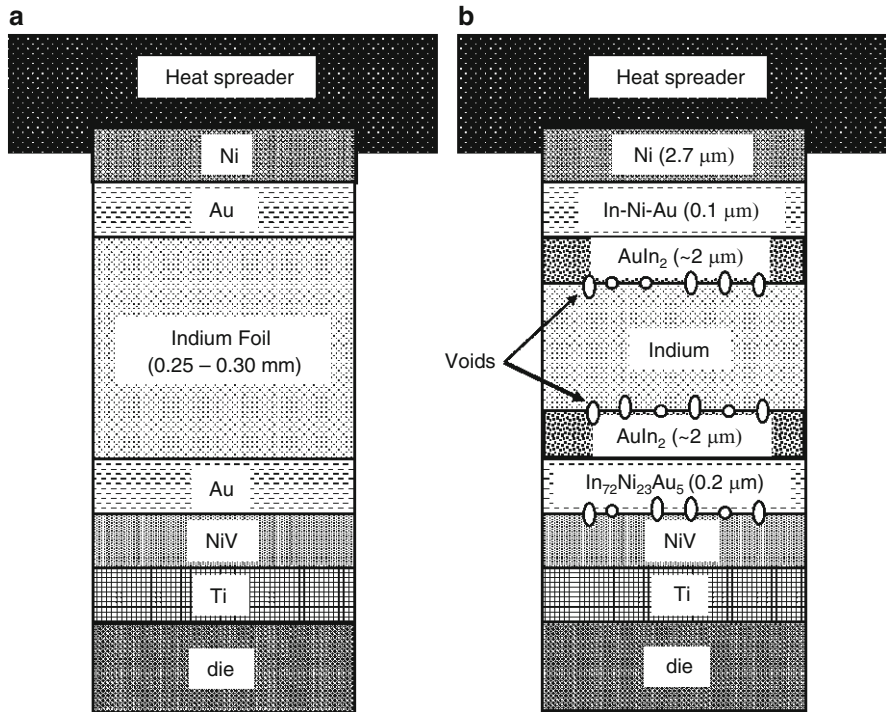 a
Heat spreader
Ni
Au
Indium Foil
(0.25 – 0.30 mm)
Au
NiV
Ti
die
b
Heat spreader
Ni (2.7 μm)
In-Ni-Au (0.1 μm)
AuIn₂ (~2 μm)
Voids
Indium
AuIn₂ (~2 μm)
In₇₂Ni₂₃Au₅ (0.2 μm)
NiV
Ti
die